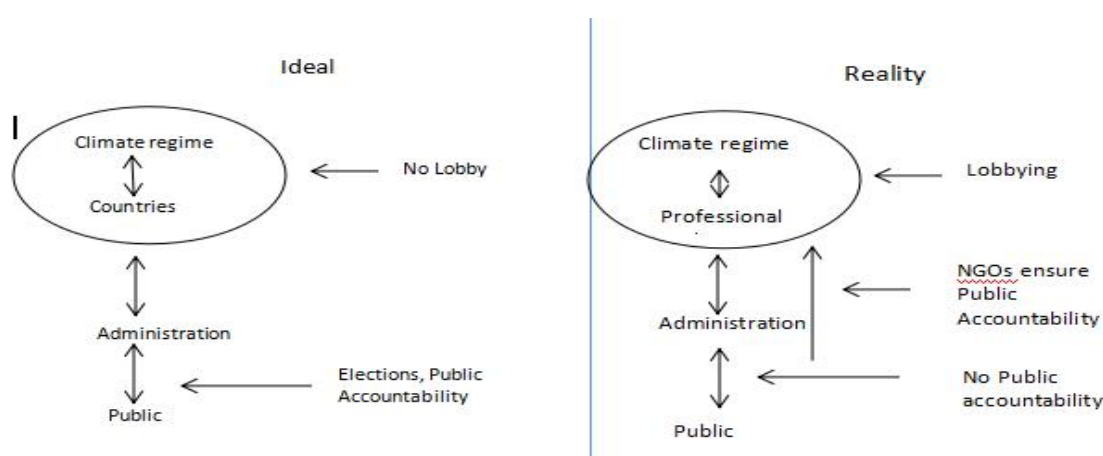 Ideal
Climate regime
Countries
No Lobby
Administration
Elections, Public
Accountability
Public
Reality
Climate regime
Professional
Lobbying
NGOs ensure
Public
Accountability
Administration
No Public
accountability
Public